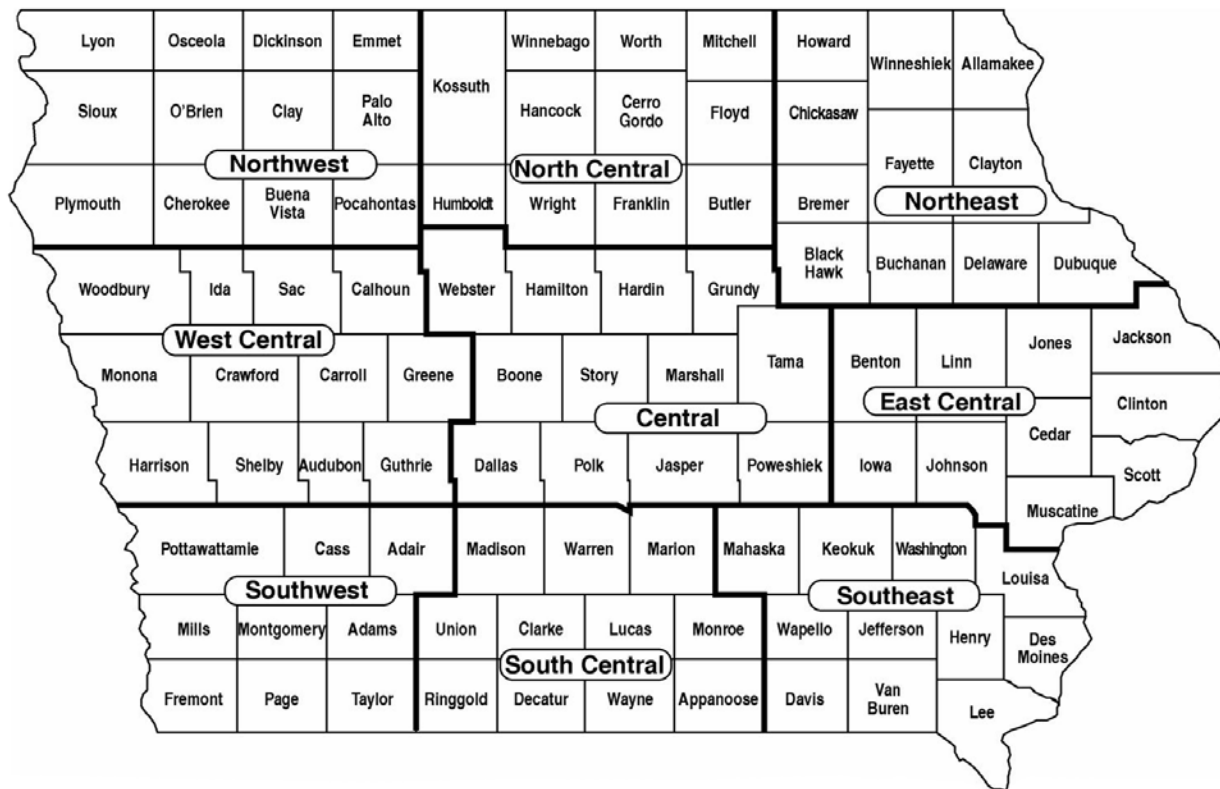 Lyon
Osceola
Dickinson
Emmet
Winnebago
Worth
Mitchell
Howard
Winneshiek
Allamakee
Kossuth
Sioux
O'Brien
Clay
Palo
Alto
Hancock
Cerro
Gordo
Floyd
Chickasaw
Northwest
North Central
Fayette
Clayton
Northeast
Plymouth
Cherokee
Buena
Vista
Pocahontas
Humboldt
Wright
Franklin
Butler
Bremer
Black
Hawk
Buchanan
Delaware
Dubuque
Woodbury
Ida
Sac
Calhoun
Webster
Hamilton
Hardin
Grundy
West Central
Jones
Jackson
Monona
Crawford
Carroll
Greene
Boone
Story
Marshall
Tama
Benton
Linn
Central
East Central
Clinton
Cedar
Harrison
Shelby
Audubon
Guthrie
Dallas
Polk
Jasper
Poweshiek
Iowa
Johnson
Scott
Muscatine
Pottawattamie
Cass
Adair
Madison
Warren
Marion
Mahaska
Keokuk
Washington
Louisa
Southwest
Southeast
Mills
Montgomery
Adams
Union
Clarke
Lucas
Monroe
Wapello
Jefferson
Henry
Des
Moines
South Central
Fremont
Page
Taylor
Ringgold
Decatur
Wayne
Appanoose
Davis
Van
Buren
Lee